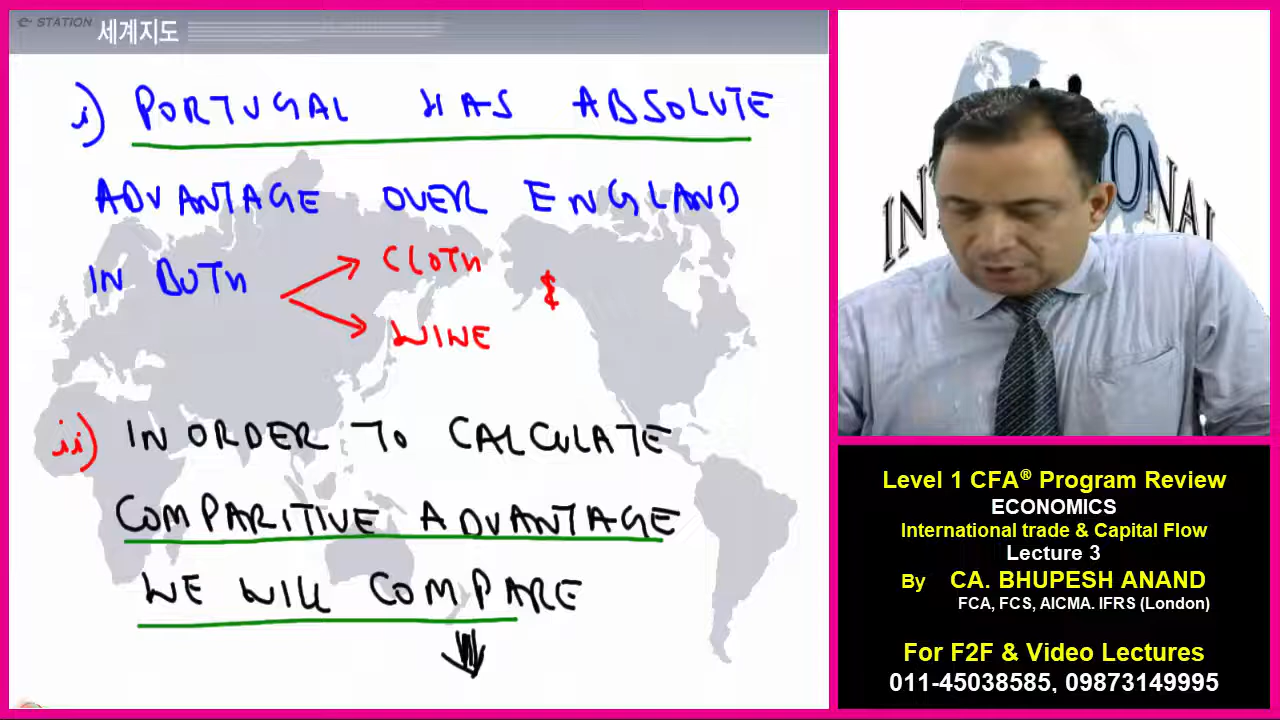 e- STATION
세계지도
i) PORTUGAL HAS ABSOLUTE
ADVANTAGE OVER ENGLAND
IN BOTH
CLOTH
&
WINE
ii) IN ORDER TO CALCULATE
COMPARITIVE ADVANTAGE
WE WILL COMPARE
Level 1 CFA® Program Review
ECONOMICS
International trade & Capital Flow
Lecture 3
By CA. BHUPESH ANAND
FCA, FCS, AICMA. IFRS (London)
For F2F & Video Lectures
011-45038585, 09873149995